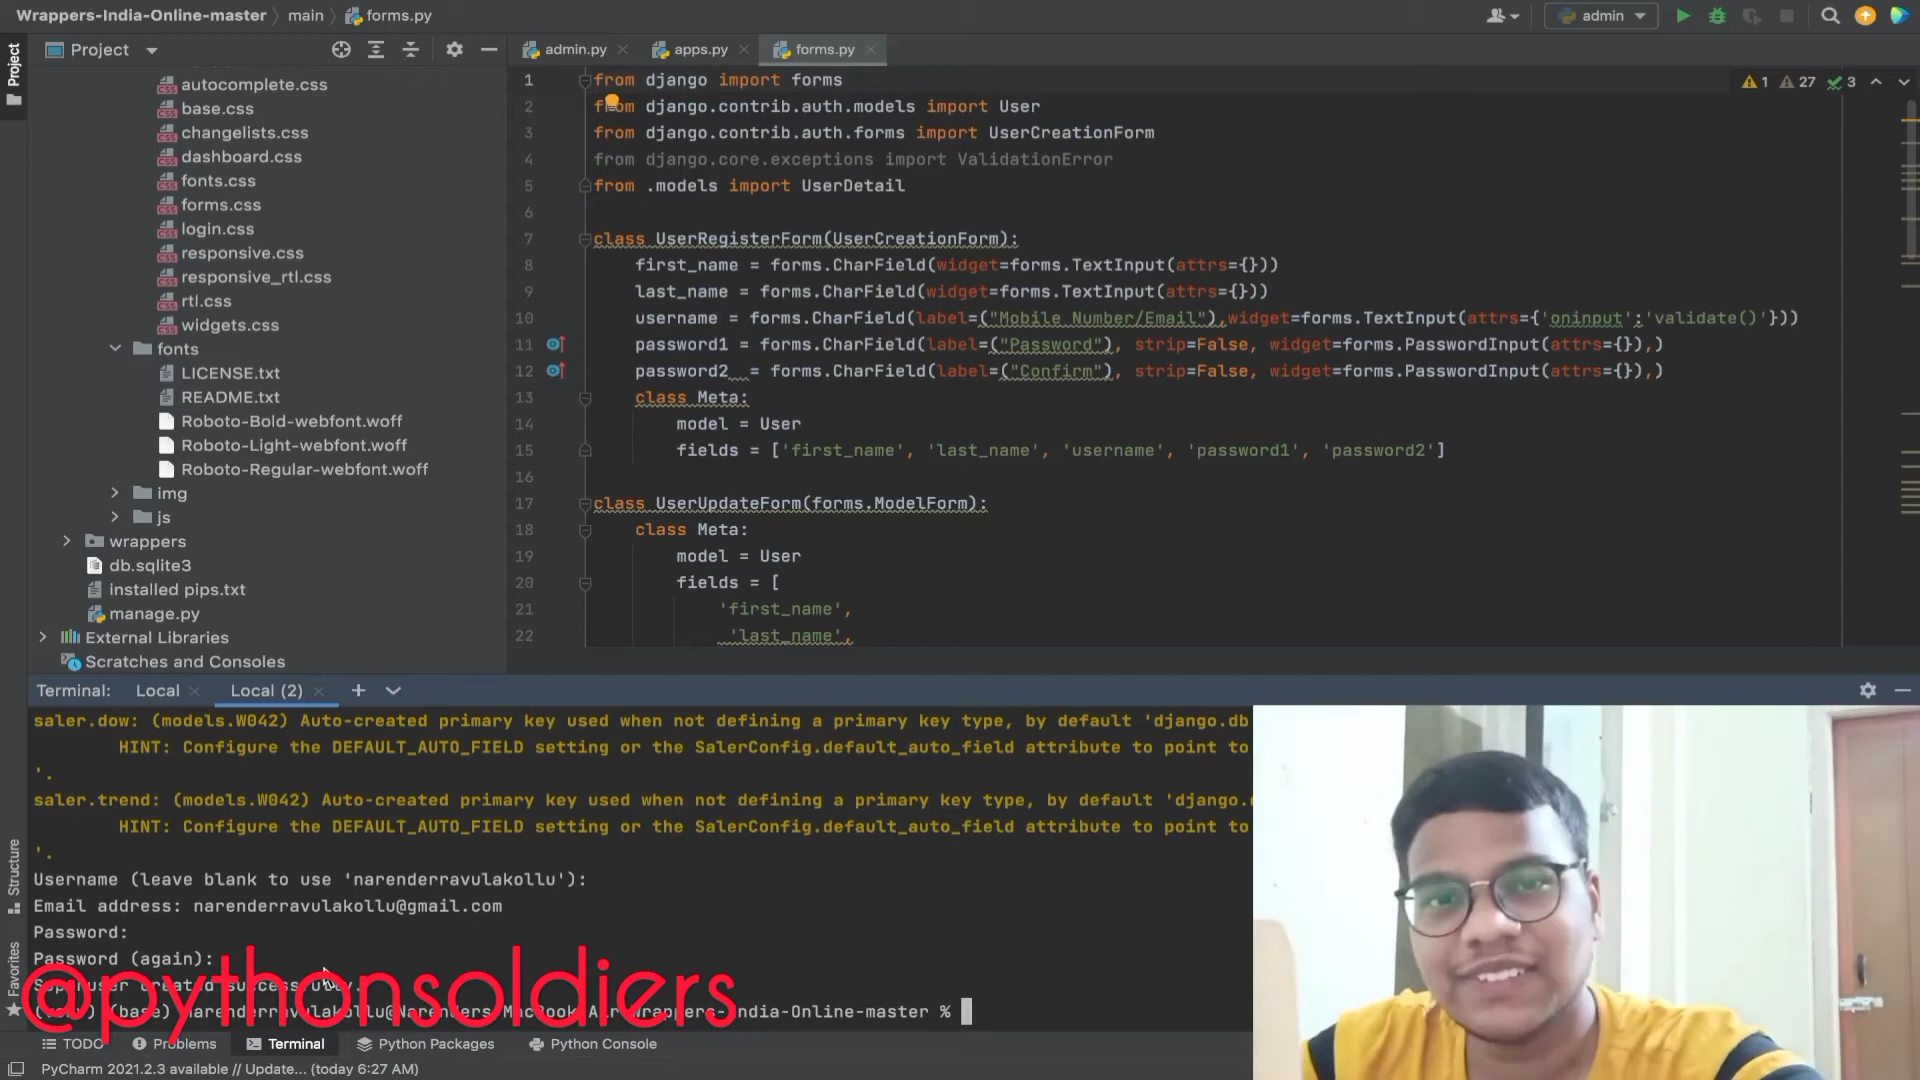 Wrappers-India-Online-master
main
forms.py
admin
Project
Project
admin.py
apps.py
forms.py
autocomplete.css
base.css
changelists.css
dashboard.css
fonts.css
forms.css
login.css
responsive.css
responsive_rtl.css
rtl.css
widgets.css
fonts
LICENSE.txt
README.txt
Roboto-Bold-webfont.woff
Roboto-Light-webfont.woff
Roboto-Regular-webfont.woff
img
js
wrappers
db.sqlite3
installed pips.txt
manage.py
External Libraries
Scratches and Consoles
1 27 3
1 from django import forms
2 from django.contrib.auth.models import User
3 from django.contrib.auth.forms import UserCreationForm
4 from django.core.exceptions import ValidationError
5 from .models import UserDetail
6
7 class UserRegisterForm(UserCreationForm):
8 first_name = forms.CharField(widget=forms.TextInput(attrs={}))
9 last_name = forms.CharField(widget=forms.TextInput(attrs={}))
10 username = forms.CharField(label=("Mobile Number/Email"),widget=forms.TextInput(attrs={'oninput':'validate()'}))
11 password1 = forms.CharField(label=("Password"), strip=False, widget=forms.PasswordInput(attrs={}),)
12 password2  = forms.CharField(label=("Confirm"), strip=False, widget=forms.PasswordInput(attrs={}),)
13 class Meta:
14 model = User
15 fields = ['first_name', 'last_name', 'username', 'password1', 'password2']
16
17 class UserUpdateForm(forms.ModelForm):
18 class Meta:
19 model = User
20 fields = [
21 'first_name',
22 'last_name',
Terminal: Local Local (2)
saler.dow: (models.W042) Auto-created primary key used when not defining a primary key type, by default 'django.db
HINT: Configure the DEFAULT_AUTO_FIELD setting or the SalerConfig.default_auto_field attribute to point to
'.
saler.trend: (models.W042) Auto-created primary key used when not defining a primary key type, by default 'django.
HINT: Configure the DEFAULT_AUTO_FIELD setting or the SalerConfig.default_auto_field attribute to point to
'.
Username (leave blank to use 'narenderravulakollu'):
Email address: narenderravulakollu@gmail.com
Password:
Password (again):
Superuser created successfully.
(base) narenderravulakollu@Narenders-MacBook-Air Wrappers-India-Online-master %
@pythonsoldiers
Structure
Favorites
TODO
Problems
Terminal
Python Packages
Python Console
PyCharm 2021.2.3 available // Update... (today 6:27 AM)